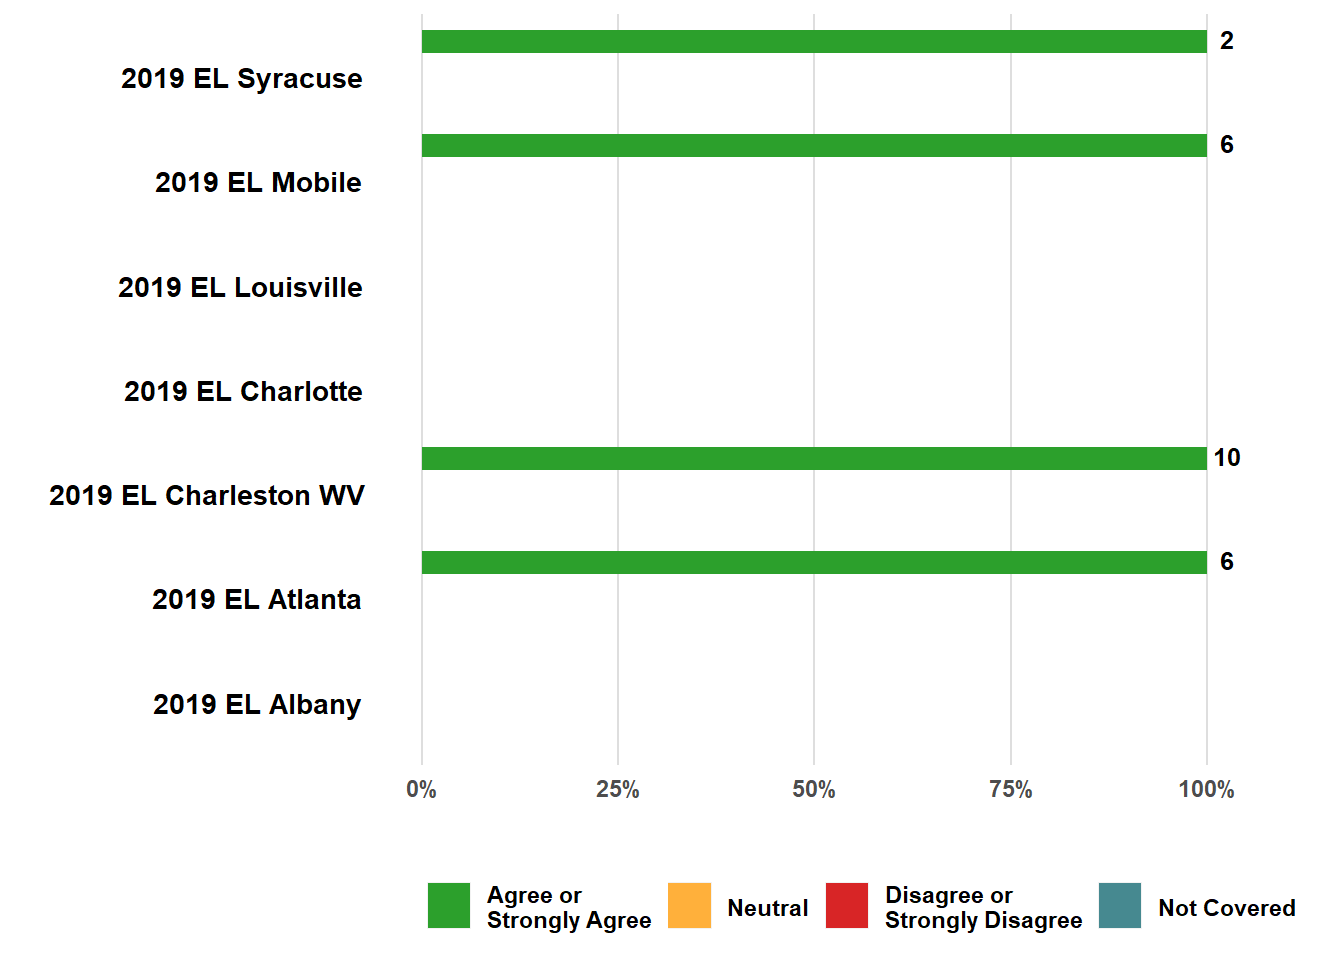 2
2019 EL Syracuse
6
2019 EL Mobile
2019 EL Louisville
2019 EL Charlotte
10
2019 EL Charleston WV
6
2019 EL Atlanta
2019 EL Albany
0% 25% 50% 75% 100%
Agree or
Strongly Agree
Neutral
Disagree or
Strongly Disagree
Not Covered